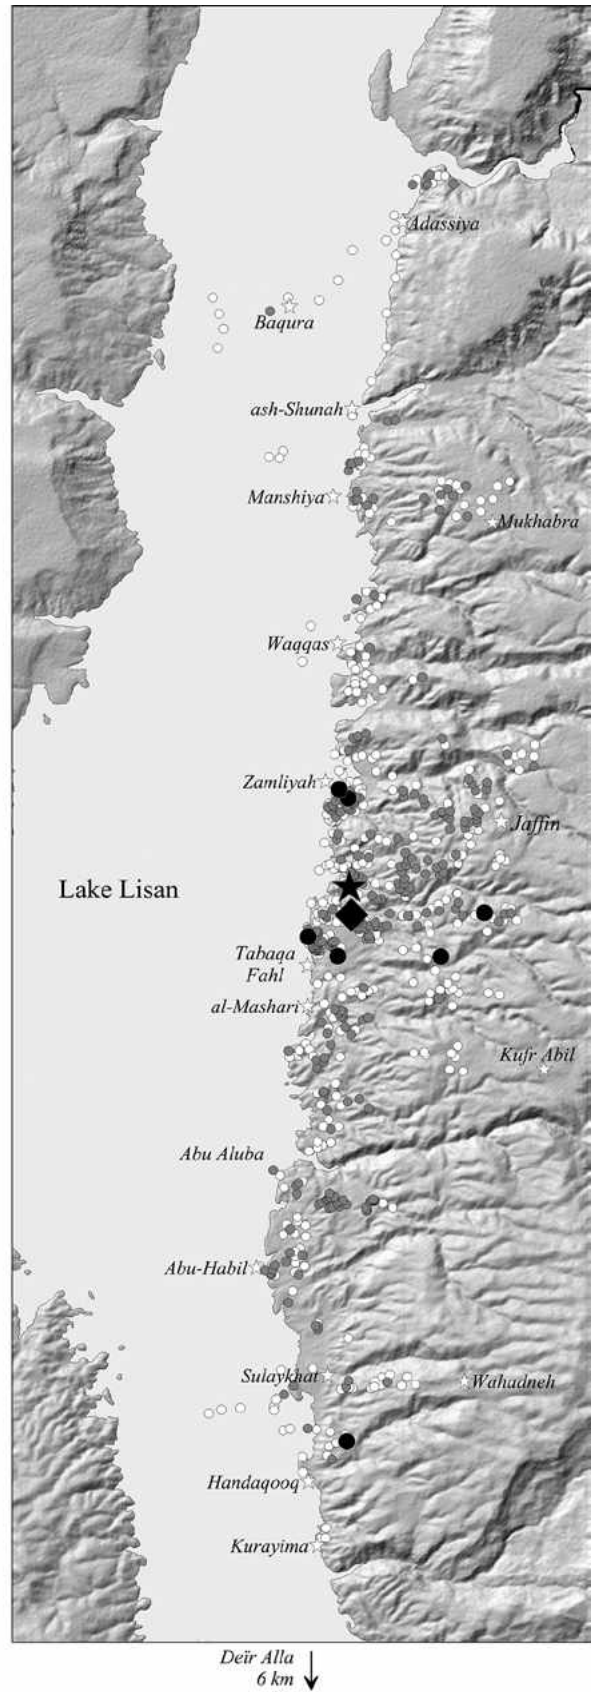 Adassiya
Baqura
ash-Shunah
Manshiya
Mukhabra
Waqqas
Zamliyah
Jaffin
Lake Lisan
Tabaqa
Fahl
al-Mashari
Kufr Abil
Abu Aluba
Abu-Habil
Sulaykhat
Wahadneh
Handaqooq
Kurayima
Deïr Alla
6 km